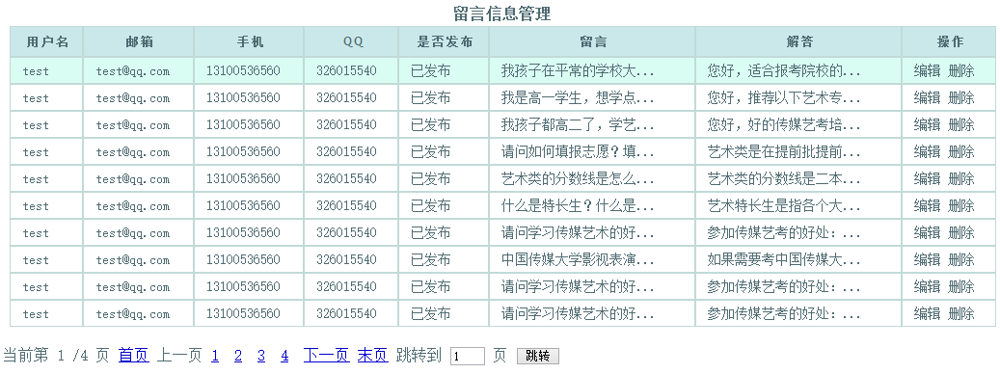 留言信息管理
用户名 邮箱 手机 QQ 是否发布 留言 解答 操作
test test@qq.com 13100536560 326015540 已发布 我孩子在平常的学校大... 您好，适合报考院校的... 编辑 删除
test test@qq.com 13100536560 326015540 已发布 我是高一学生，想学点... 您好，推荐以下艺术专... 编辑 删除
test test@qq.com 13100536560 326015540 已发布 我孩子都高二了，学艺... 您好，好的传媒艺考培... 编辑 删除
test test@qq.com 13100536560 326015540 已发布 请问如何填报志愿？填... 艺术类是在提前批提前... 编辑 删除
test test@qq.com 13100536560 326015540 已发布 艺术类的分数线是怎么... 艺术类的分数线是二本... 编辑 删除
test test@qq.com 13100536560 326015540 已发布 什么是特长生？什么是... 艺术特长生是指各个大... 编辑 删除
test test@qq.com 13100536560 326015540 已发布 请问学习传媒艺术的好... 参加传媒艺考的好处：... 编辑 删除
test test@qq.com 13100536560 326015540 已发布 中国传媒大学影视表演... 如果需要考中国传媒大... 编辑 删除
test test@qq.com 13100536560 326015540 已发布 请问学习传媒艺术的好... 参加传媒艺考的好处：... 编辑 删除
test test@qq.com 13100536560 326015540 已发布 请问学习传媒艺术的好... 参加传媒艺考的好处：... 编辑 删除
当前第 1 /4 页 首页 上一页 1 2 3 4 下一页 末页 跳转到 1 页 跳转